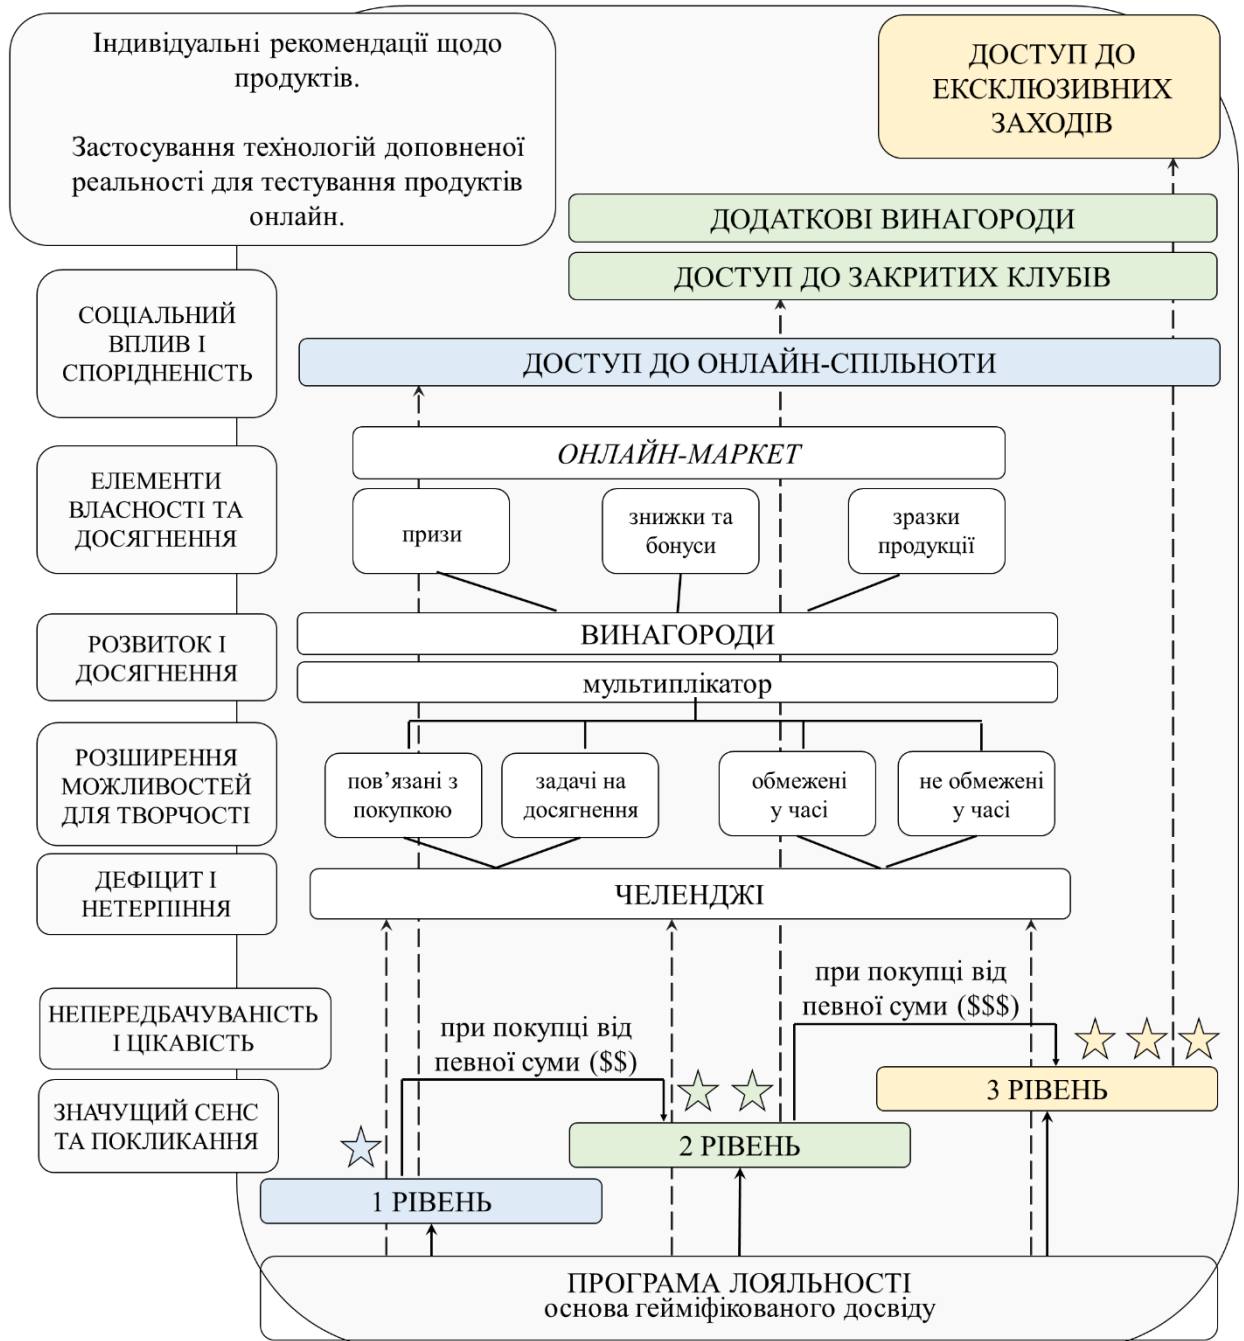 Індивідуальні рекомендації щодо
продуктів.
Застосування технологій доповненої
реальності для тестування продуктів
онлайн.
ДОСТУП ДО
ЕКСКЛЮЗИВНИХ
ЗАХОДІВ
ДОДАТКОВІ ВИНАГОРОДИ
ДОСТУП ДО ЗАКРИТИХ КЛУБІВ
СОЦІАЛЬНИЙ
ВПЛИВ І
СПОРІДНЕНІСТЬ
ДОСТУП ДО ОНЛАЙН-СПІЛЬНОТИ
ОНЛАЙН-МАРКЕТ
ЕЛЕМЕНТИ
ВЛАСНОСТІ ТА
ДОСЯГНЕННЯ
призи
знижки та
бонуси
зразки
продукції
ВИНАГОРОДИ
РОЗВИТОК І
ДОСЯГНЕННЯ
мультиплікатор
РОЗШИРЕННЯ
МОЖЛИВОСТЕЙ
ДЛЯ ТВОРЧОСТІ
пов’язані з
покупкою
задачі на
досягнення
обмежені
у часі
не обмежені
у часі
ДЕФІЦИТ І
НЕТЕРПІННЯ
ЧЕЛЕНДЖІ
НЕПЕРЕДБАЧУВАНІСТЬ
І ЦІКАВІСТЬ
при покупці від
певної суми ($$)
при покупці від
певної суми ($$$)
ЗНАЧУЩИЙ СЕНС
ТА ПОКЛИКАННЯ
1 РІВЕНЬ
2 РІВЕНЬ
3 РІВЕНЬ
ПРОГРАМА ЛОЯЛЬНОСТІ
основа гейміфікованого досвіду